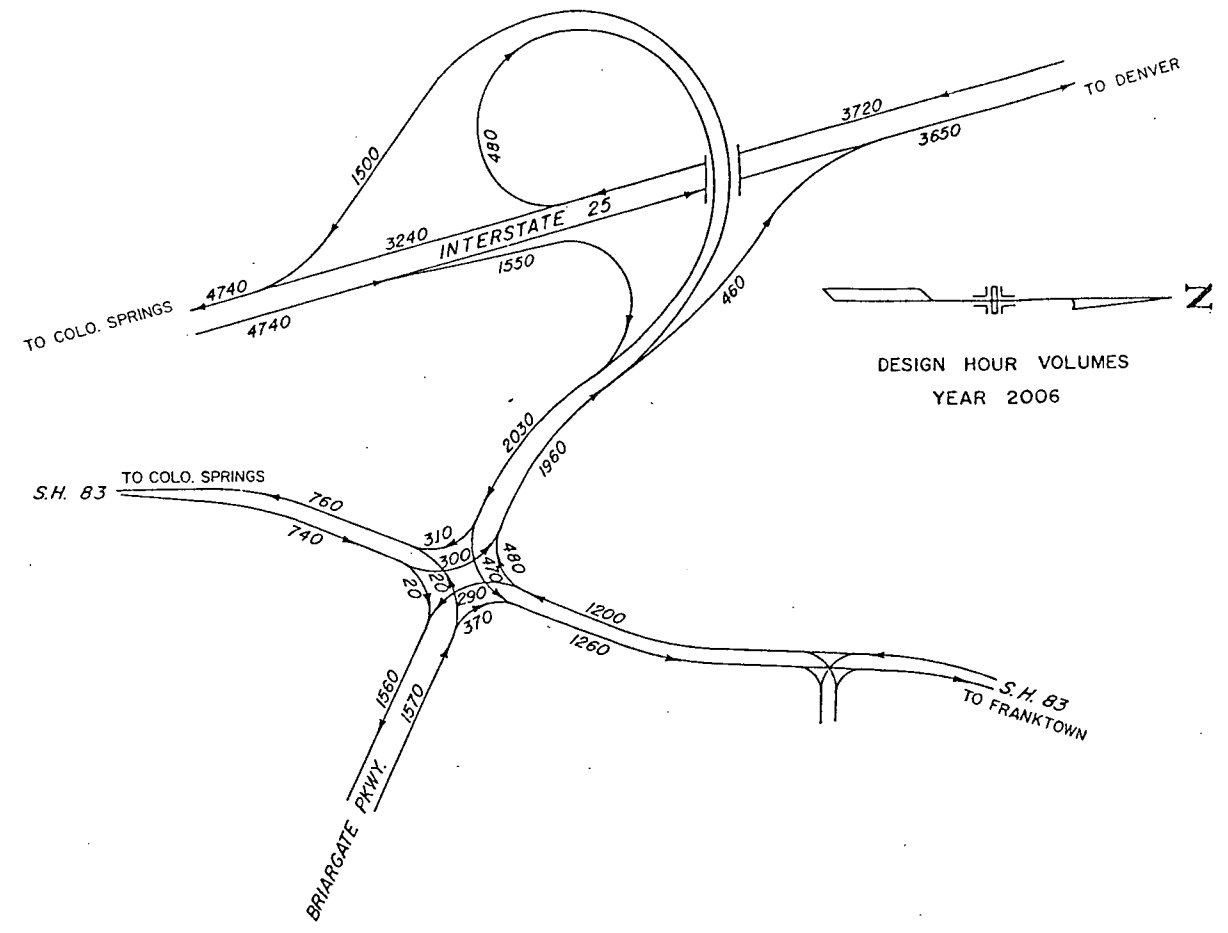 TO DENVER
3720
3650
480
1500
INTERSTATE 25
3240
1550
4740
4740
TO COLO. SPRINGS
460
N
DESIGN HOUR VOLUMES
YEAR 2006
2030
1960
TO COLO. SPRINGS
S.H. 83
760
740
310
300
480
470
20
20
290
370
1200
1260
S.H. 83
TO FRANKTOWN
1560
1570
BRIARGATE PKWY.